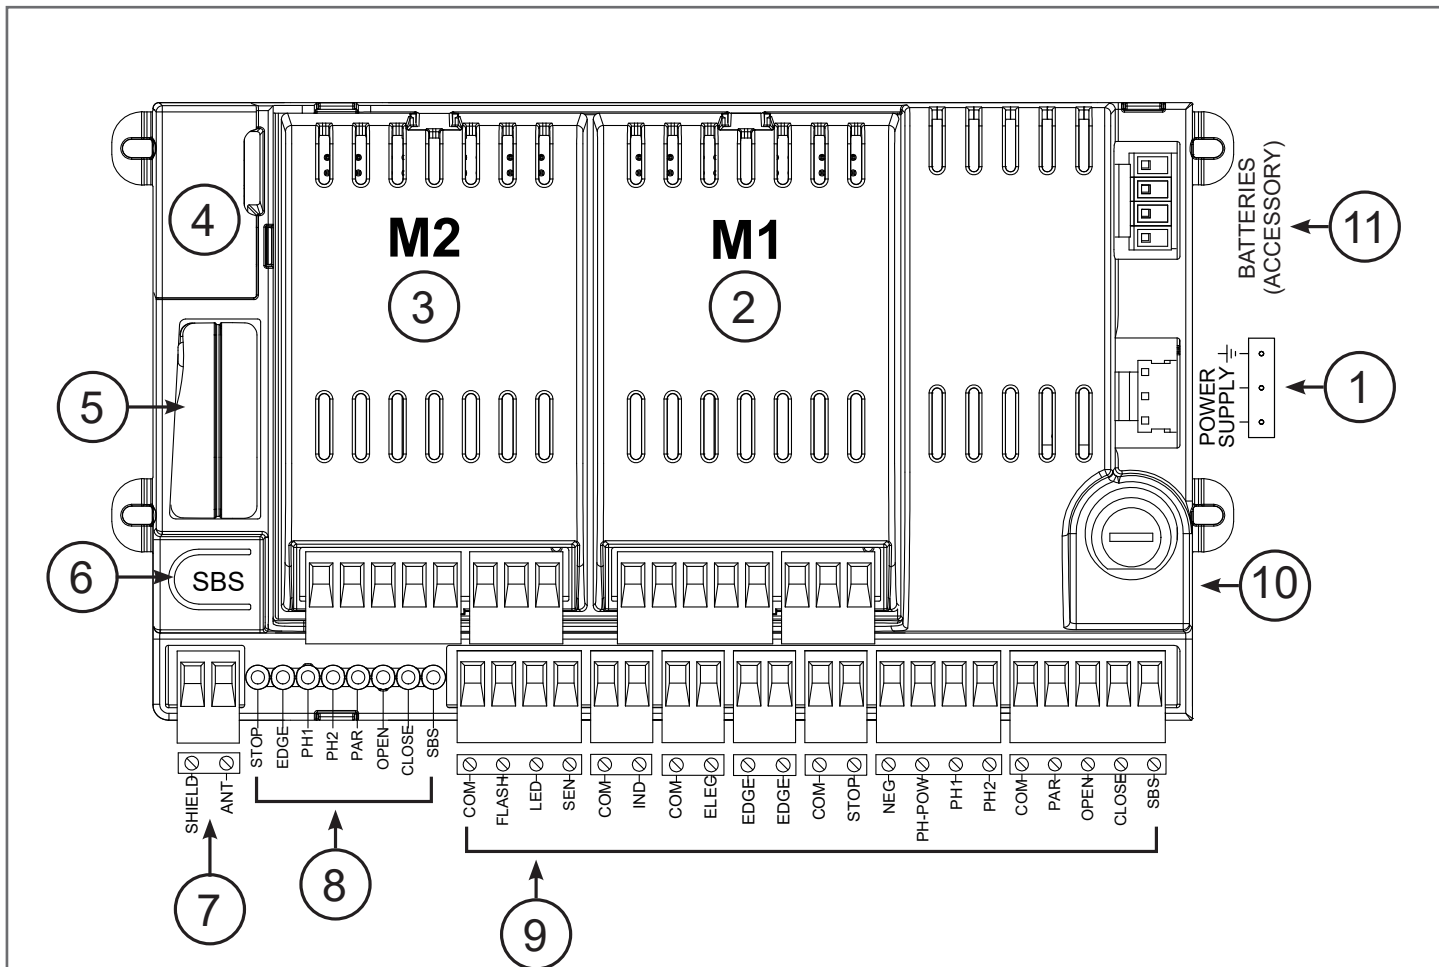 4
M2
3
M1
2
BATTERIES
(ACCESSORY)
11
POWER
SUPPLY
1
5
6
SBS
10
SHIELD
ANT
7
STOP
EDGE
PH1
PH2
PAR
OPEN
CLOSE
SBS
8
COM
FLASH
LED
SEN
COM
IND
COM
ELEG
EDGE
EDGE
COM
STOP
NEG
PH-POW
PH1
PH2
COM
PAR
OPEN
CLOSE
SBS
9